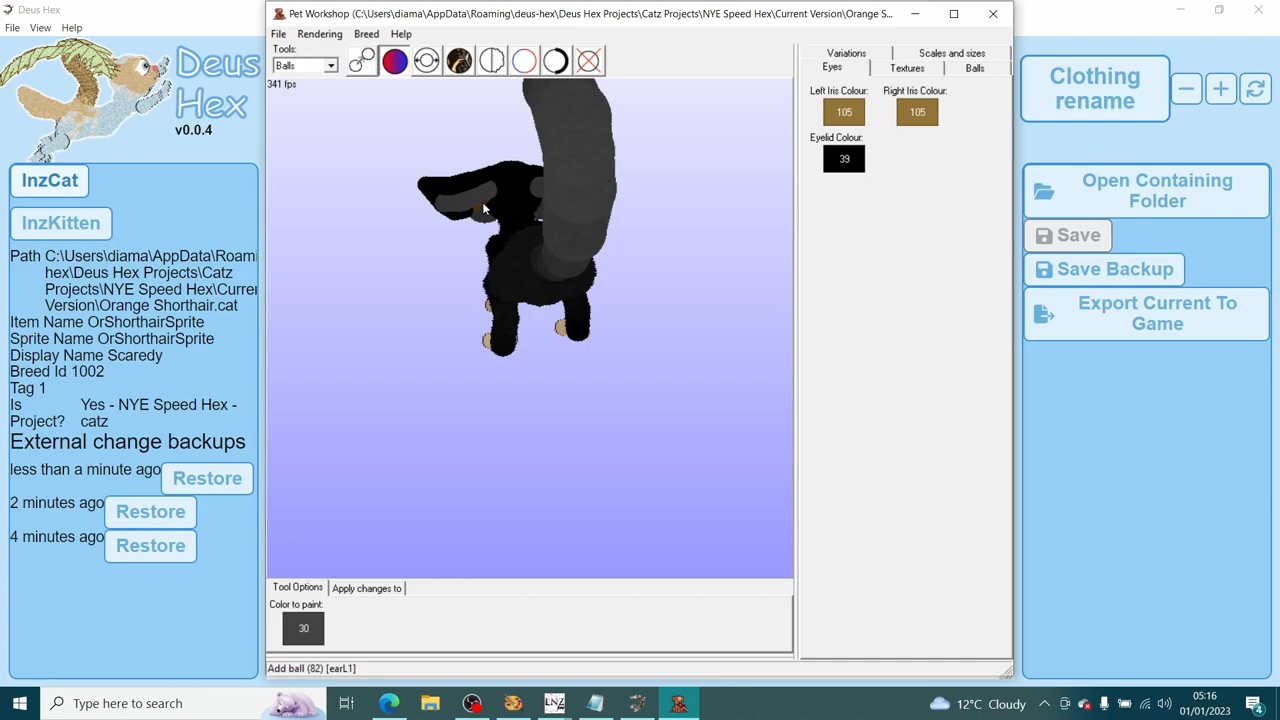 Deus Hex
File View Help
Deus
Hex
v0.0.4
InzCat
InzKitten
Path C:\Users\diama\AppData\Roami
hex\Deus Hex Projects\Catz
Projects\NYE Speed Hex\Curre
Version\Orange Shorthair.cat
Item Name OrShorthairSprite
Sprite Name OrShorthairSprite
Display Name Scaredy
Breed Id 1002
Tag 1
Is Project? Yes - NYE Speed Hex - catz
External change backups
less than a minute ago Restore
2 minutes ago Restore
4 minutes ago Restore
Pet Workshop (C:\Users\diama\AppData\Roaming\deus-hex\Deus Hex Projects\Catz Projects\NYE Speed Hex\Current Version\Orange S...
File Rendering Breed Help
Tools:
Balls
341 fps
Tool Options Apply changes to
Color to paint:
30
Add ball (82) [earL1]
Variations Scales and sizes
Eyes Textures Balls
Left Iris Colour: Right Iris Colour:
105 105
Eyelid Colour:
39
Clothing
rename
Open Containing
Folder
Save
Save Backup
Export Current To
Game
Type here to search
LNZ
12°C Cloudy
05:16
01/01/2023
4